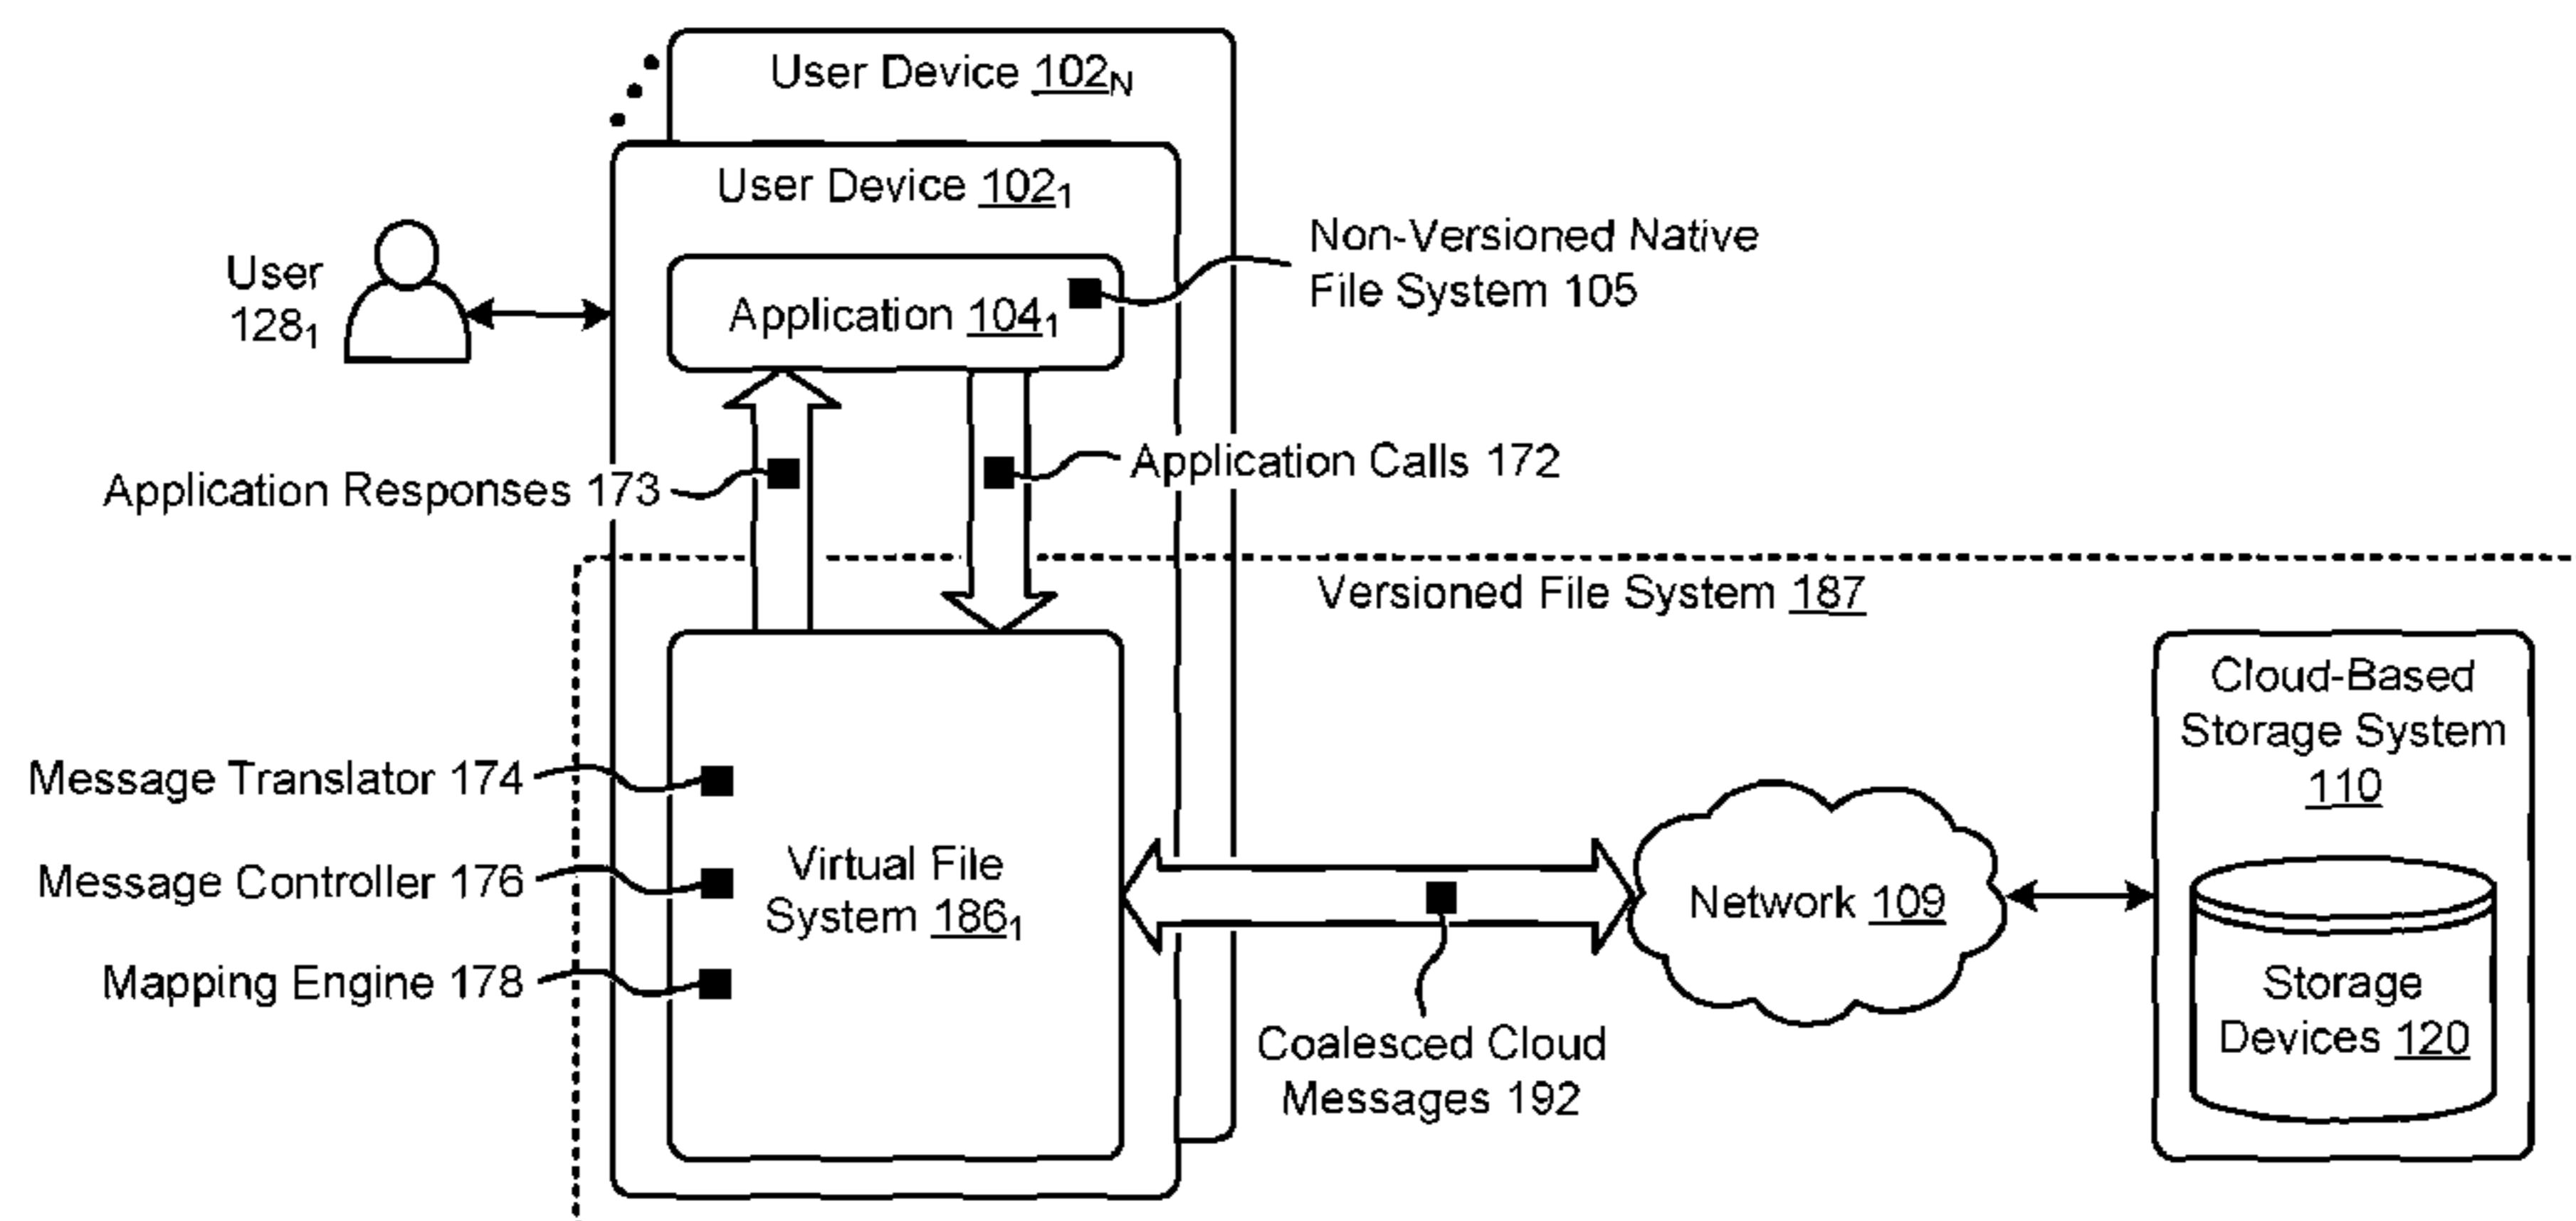 User Device 102N
User Device 1021
User
1281
Non-Versioned Native
File System 105
Application 1041
Application Responses 173
Application Calls 172
Versioned File System 187
Cloud-Based
Storage System
110
Message Translator 174
Message Controller 176
Mapping Engine 178
Virtual File
System 1861
Network 109
Storage
Devices 120
Coalesced Cloud
Messages 192